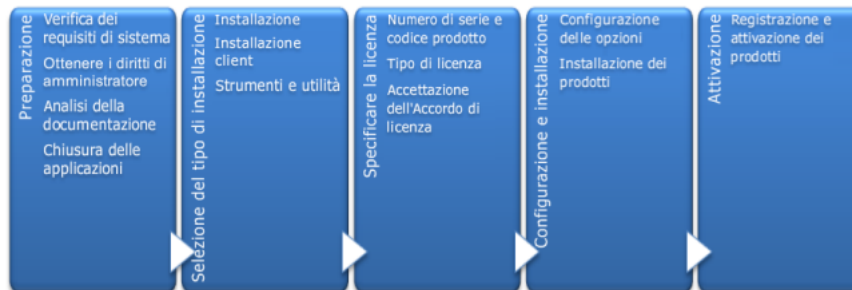 Preparazione
Verifica dei
requisiti di sistema
Ottenere i diritti di
amministratore
Analisi della
documentazione
Chiusura delle
applicazioni
Selezione del tipo di installazione
Installazione
Installazione
client
Strumenti e utilità
Specificare la licenza
Numero di serie e
codice prodotto
Tipo di licenza
Accettazione
dell'Accordo di
licenza
Configurazione e installazione
Configurazione
delle opzioni
Installazione dei
prodotti
Attivazione
Registrazione e
attivazione dei
prodotti